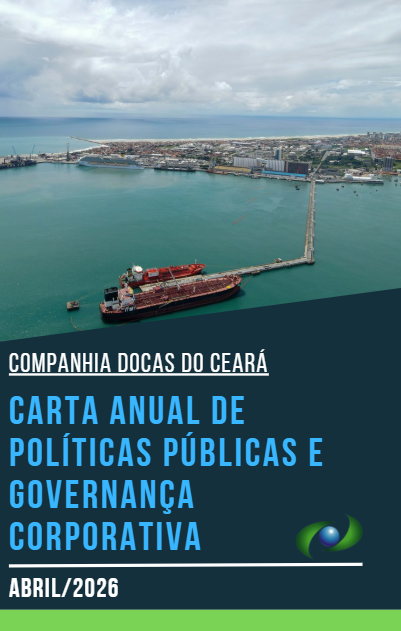 COMPANHIA DOCAS DO CEARÁ
CARTA ANUAL DE
POLÍTICAS PÚBLICAS E
GOVERNANÇA
CORPORATIVA
ABRIL/2026